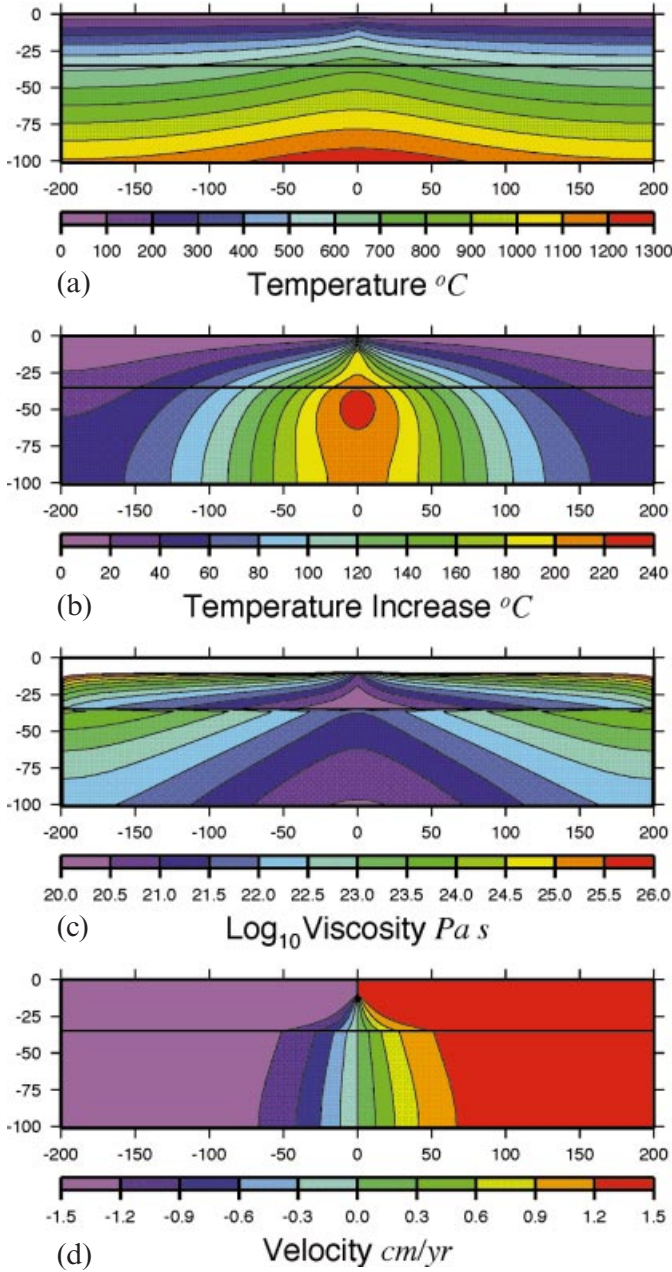 0
-25
-50
-75
-100
-200 -150 -100 -50 0 50 100 150 200
0 100 200 300 400 500 600 700 800 900 1000 1100 1200 1300
(a) Temperature °C
0
-25
-50
-75
-100
-200 -150 -100 -50 0 50 100 150 200
0 20 40 60 80 100 120 140 160 180 200 220 240
(b) Temperature Increase °C
0
-25
-50
-75
-100
-200 -150 -100 -50 0 50 100 150 200
20.0 20.5 21.0 21.5 22.0 22.5 23.0 23.5 24.0 24.5 25.0 25.5 26.0
(c) Log10 Viscosity Pa s
0
-25
-50
-75
-100
-200 -150 -100 -50 0 50 100 150 200
-1.5 -1.2 -0.9 -0.6 -0.3 0.0 0.3 0.6 0.9 1.2 1.5
(d) Velocity cm/yr